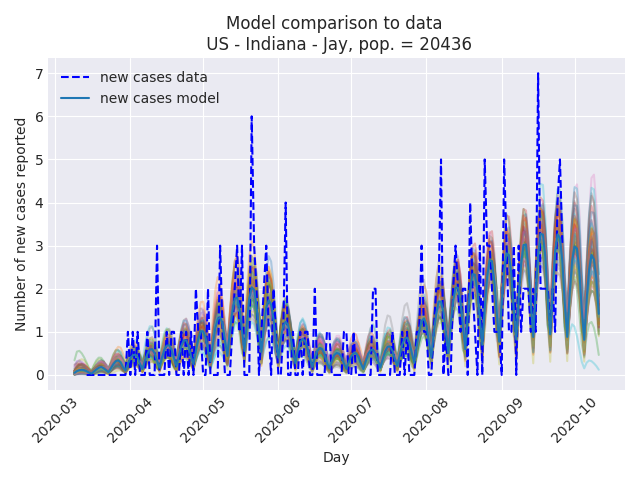 Model comparison to data
US - Indiana - Jay, pop. = 20436
7
6
5
4
3
2
1
0
Number of new cases reported
new cases data
new cases model
2020-03
2020-04
2020-05
2020-06
2020-07
2020-08
2020-09
2020-10
Day